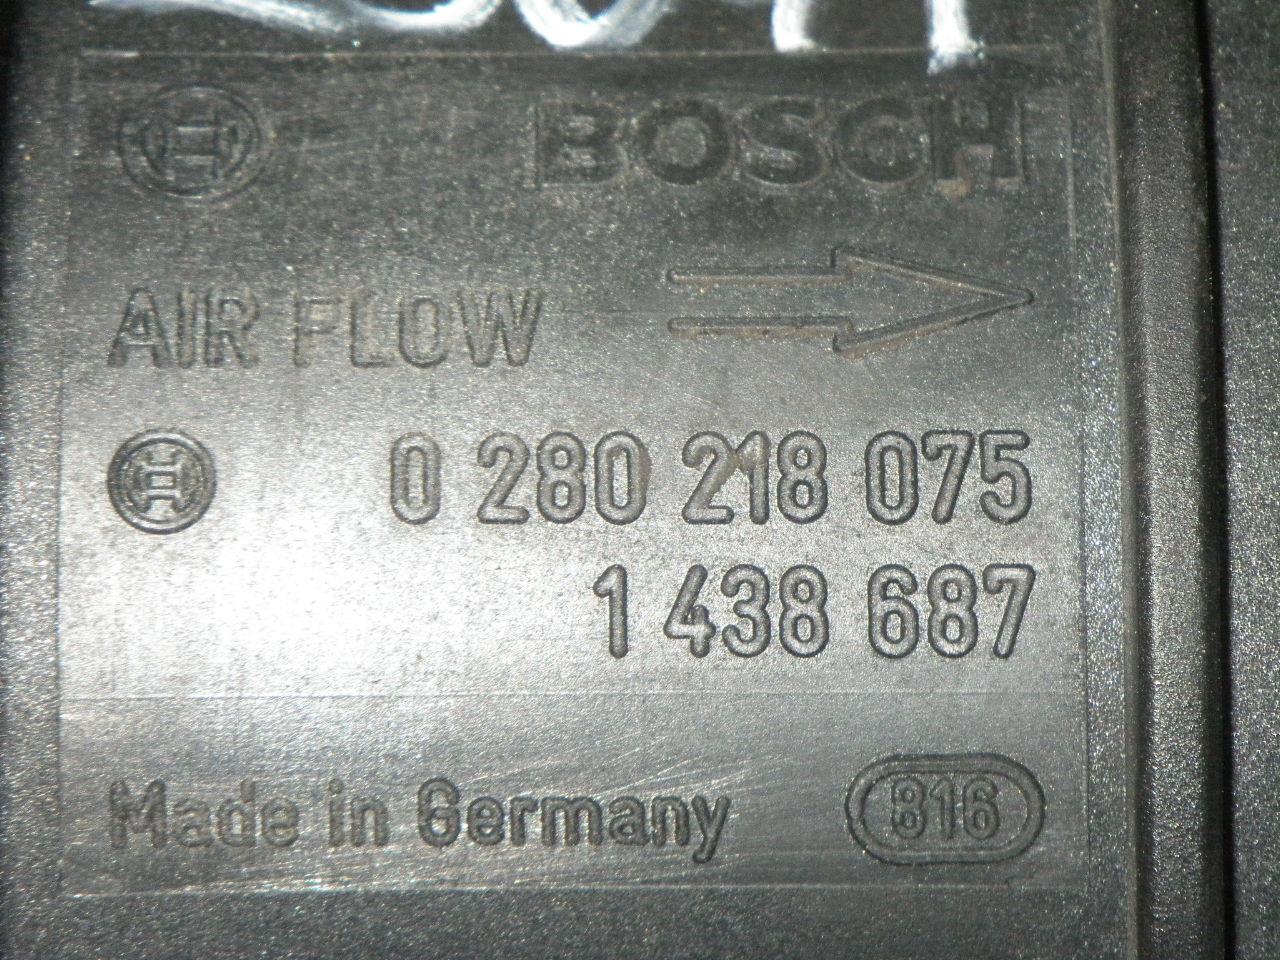 BOSCH
AIR FLOW
0 280 218 075
1 438 687
Made in Germany 816